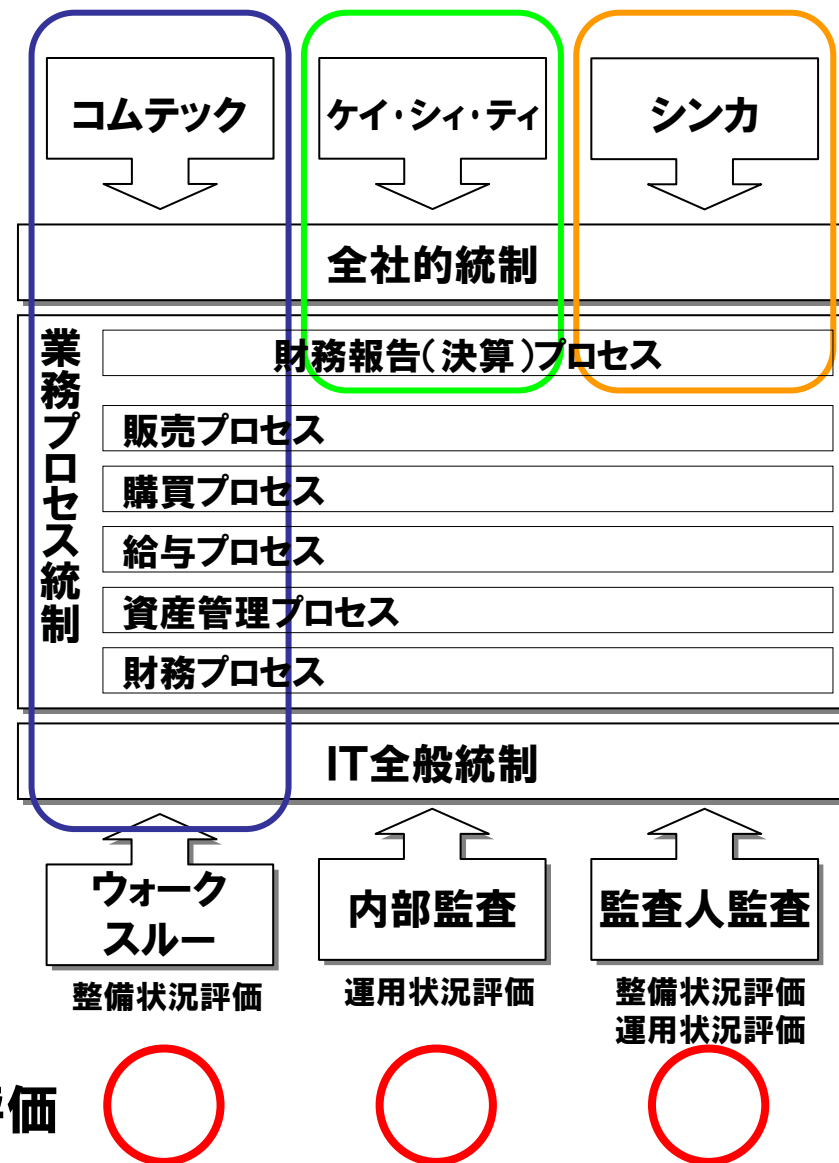 コムテック
ケイ・シィ・ティ
シンカ
全社的統制
業務プロセス統制
財務報告(決算)プロセス
販売プロセス
購買プロセス
給与プロセス
資産管理プロセス
財務プロセス
IT全般統制
ウォーク
スルー
内部監査
監査人監査
整備状況評価
運用状況評価
整備状況評価
運用状況評価
価